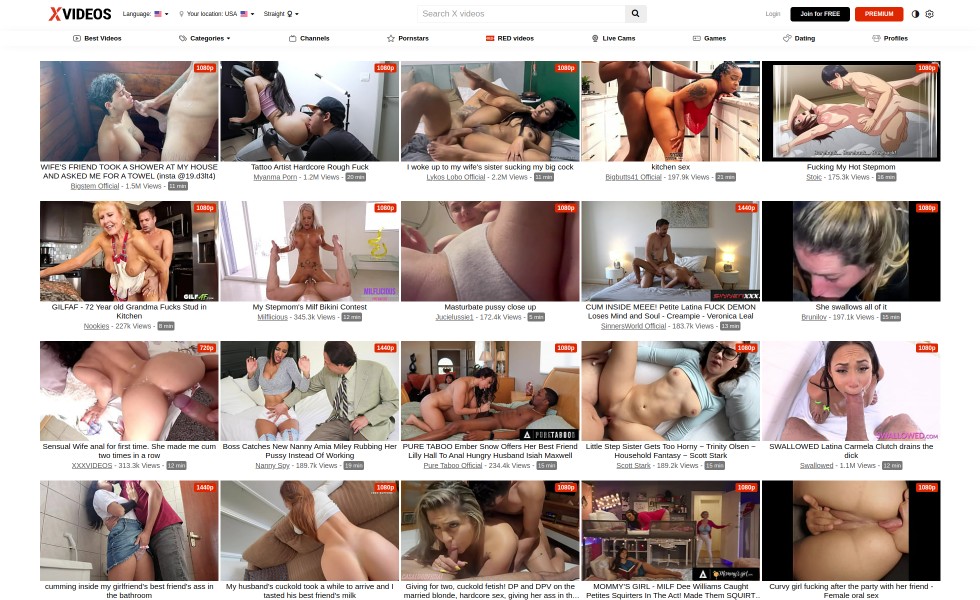 XVIDEOS
Language:
Your location: USA
Straight
Search X videos
Login
Join for FREE
PREMIUM
Best Videos
Categories
Channels
Pornstars
RED videos
Live Cams
Games
Dating
Profiles
1080p
WIFE'S FRIEND TOOK A SHOWER AT MY HOUSE
AND ASKED ME FOR A TOWEL (insta @19.d3lt4)
Bigstem Official - 1.5M Views - 11 min
1080p
Tattoo Artist Hardcore Rough Fuck
Myanma Porn - 1.2M Views - 20 min
1080p
I woke up to my wife's sister sucking my big cock
Lykos Lobo Official - 2.2M Views - 11 min
1080p
kitchen sex
Bigbutts41 Official - 197.9k Views - 21 min
1080p
Fucking My Hot Stepmom
Stoic - 175.3k Views - 16 min
1080p
GILFAF.com
GILFAF - 72 Year old Grandma Fucks Stud in
Kitchen
Nookies - 227k Views - 8 min
1080p
MILFLICIOUS
My Stepmom's Milf Bikini Contest
Milflicious - 345.3k Views - 12 min
1080p
Masturbate pussy close up
Jucielussie1 - 172.4k Views - 5 min
1440p
SINNERSXXX
CUM INSIDE MEEE! Petite Latina FUCK DEMON
Loses Mind and Soul - Creampie - Veronica Leal
SinnersWorld Official - 183.7k Views - 13 min
1080p
She swallows all of it
Brunilov - 197.1k Views - 15 min
720p
Sensual Wife anal for first time. She made me cum
two times in a row
XXXVIDEOS - 313.3k Views - 12 min
1440p
Boss Catches New Nanny Amia Miley Rubbing Her
Pussy Instead Of Working
Nanny Spy - 189.7k Views - 19 min
1080p
PURETABOO
PURE TABOO Ember Snow Offers Her Best Friend
Lilly Hall To Anal Hungry Husband Isiah Maxwell
Pure Taboo Official - 234.4k Views - 15 min
1080p
Little Step Sister Gets Too Horny ~ Trinity Olsen ~
Household Fantasy ~ Scott Stark
Scott Stark - 189.2k Views - 15 min
1080p
SWALLOWED.COM
SWALLOWED Latina Carmela Clutch drains the
dick
Swallowed - 1.1M Views - 12 min
1440p
cumming inside my girlfriend's best friend's ass in
the bathroom
1080p
My husband's cuckold took a while to arrive and I
tasted his best friend's milk
1080p
Giving for two, cuckold fetish! DP and DPV on the
married blonde, hardcore sex, giving her ass in th...
1080p
Mommy's girl
MOMMY'S GIRL - MILF Dee Williams Caught
Petites Squirters In The Act! Made Them SQUIRT...
1080p
Curvy girl fucking after the party with her friend -
Female oral sex